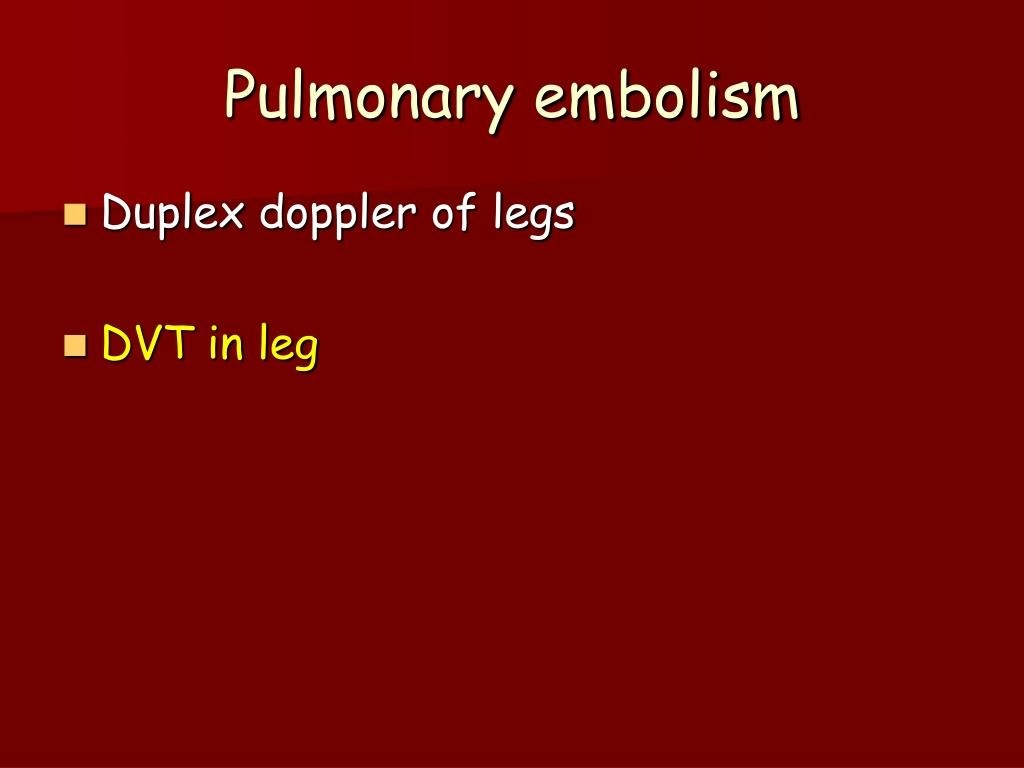 Pulmonary embolism
Duplex doppler of legs
DVT in leg